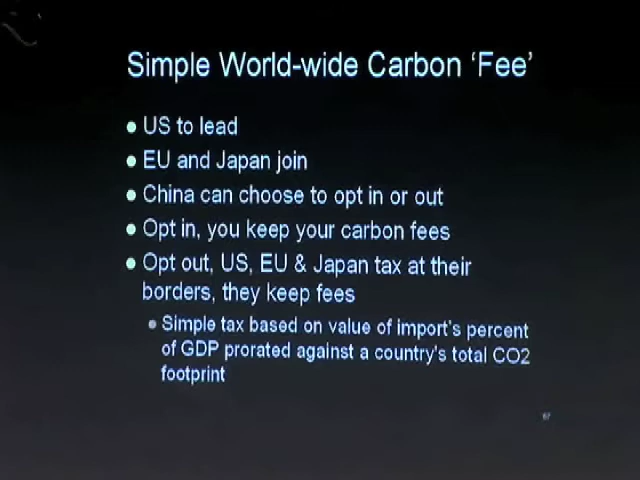 Simple World-wide Carbon ‘Fee’
● US to lead
● EU and Japan join
● China can choose to opt in or out
● Opt in, you keep your carbon fees
● Opt out, US, EU & Japan tax at their
borders, they keep fees
● Simple tax based on value of import's percent
of GDP prorated against a country's total CO2
footprint